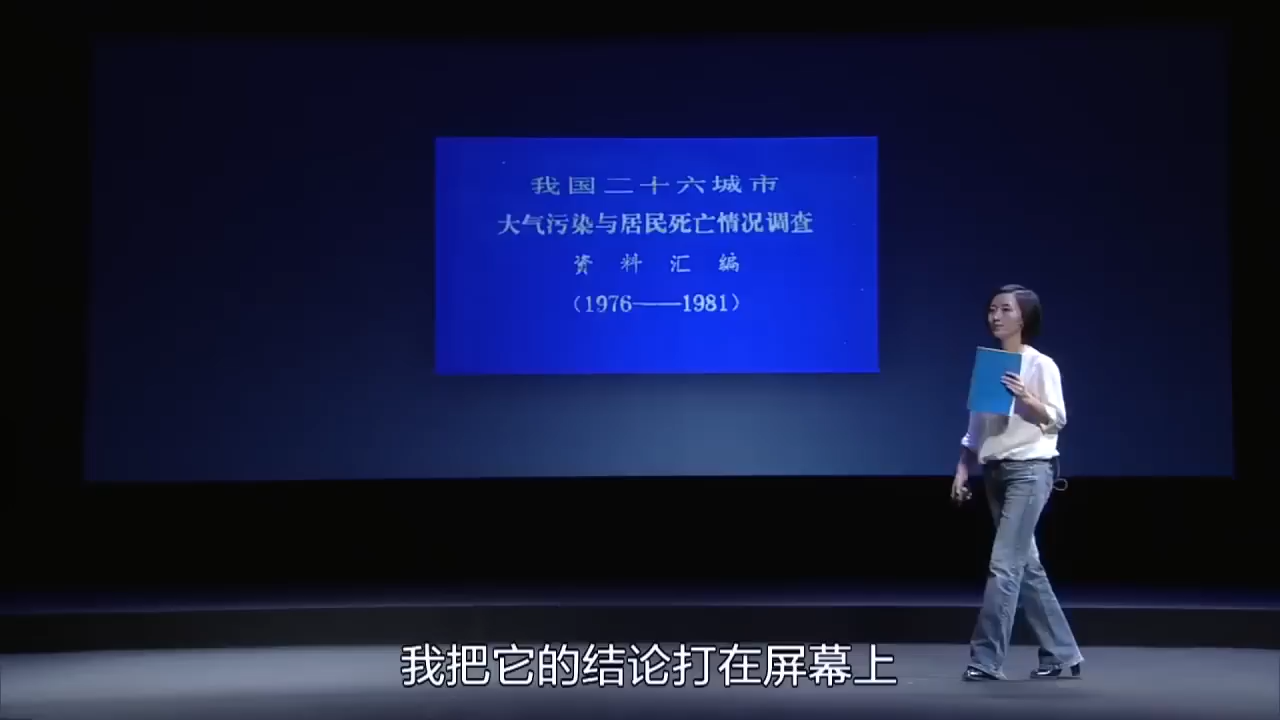 我国二十六城市
大气污染与居民死亡情况调查
资料汇编
（1976——1981）
我把它的结论打在屏幕上